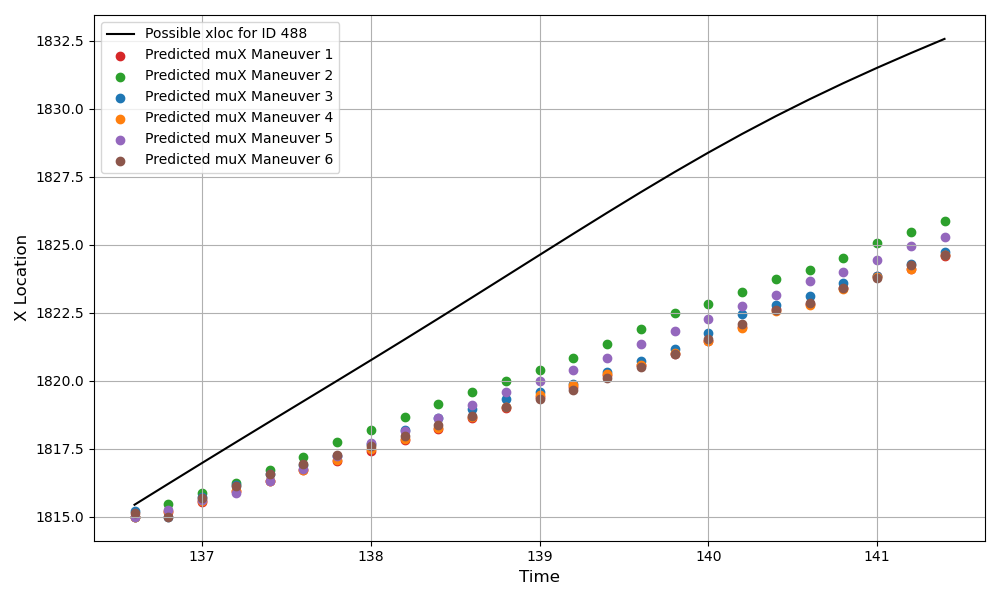 Possible xloc for ID 488
Predicted muX Maneuver 1
Predicted muX Maneuver 2
Predicted muX Maneuver 3
Predicted muX Maneuver 4
Predicted muX Maneuver 5
Predicted muX Maneuver 6
X Location
1832.5
1830.0
1827.5
1825.0
1822.5
1820.0
1817.5
1815.0
137
138
139
140
141
Time